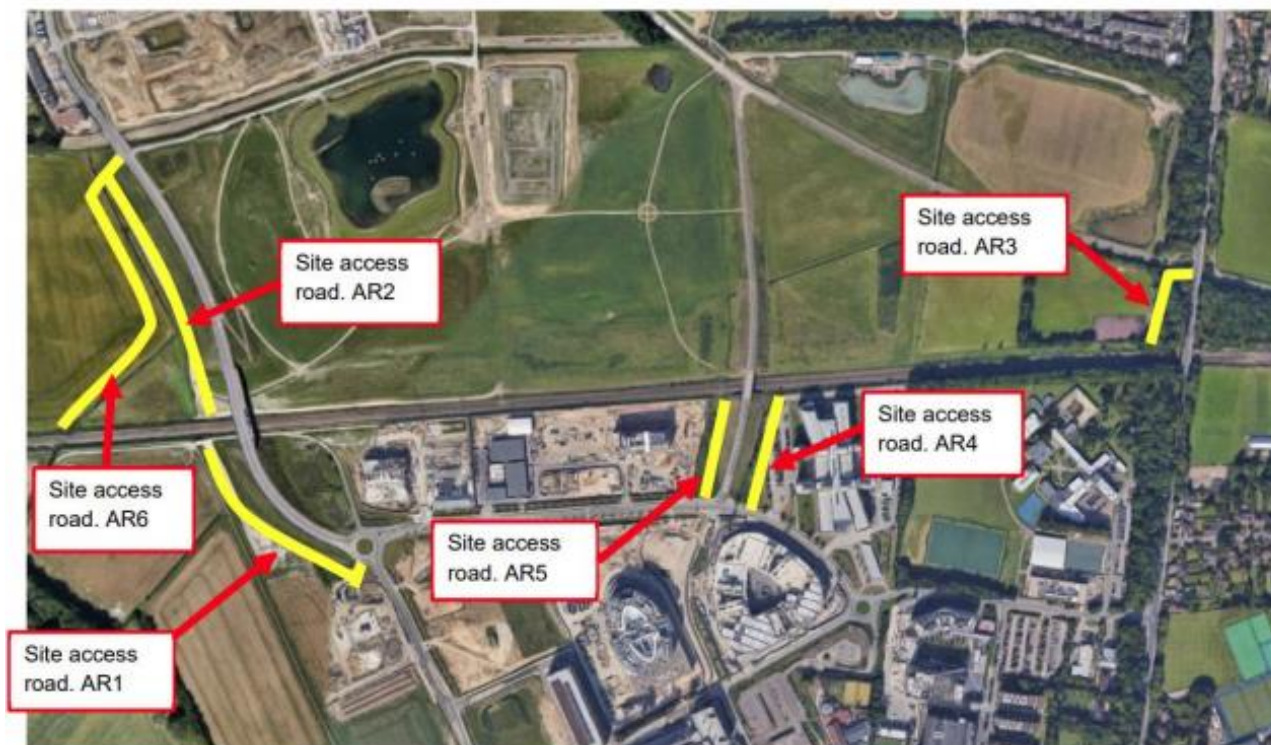 Site access
road. AR3
Site access
road. AR2
Site access
road. AR4
Site access
road. AR6
Site access
road. AR5
Site access
road. AR1